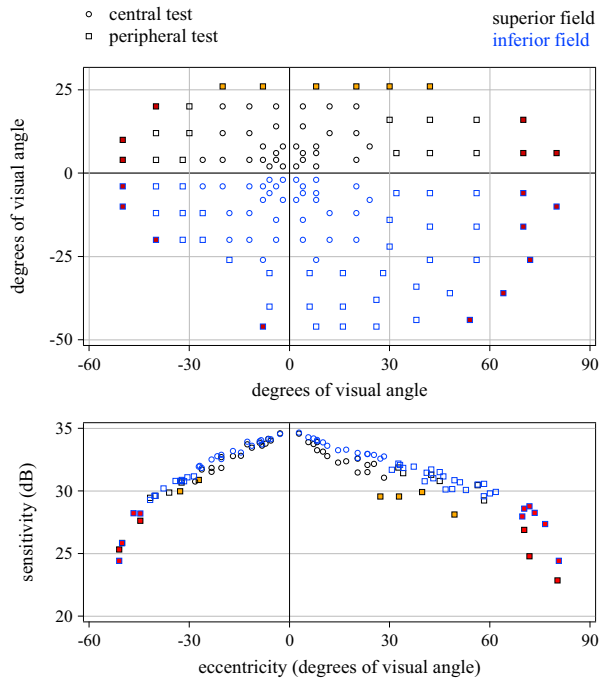 central test
peripheral test
superior field
inferior field
25
0
-25
-50
degrees of visual angle
-60
-30
0
30
60
90
degrees of visual angle
35
30
25
20
sensitivity (dB)
-60
-30
0
30
60
90
eccentricity (degrees of visual angle)